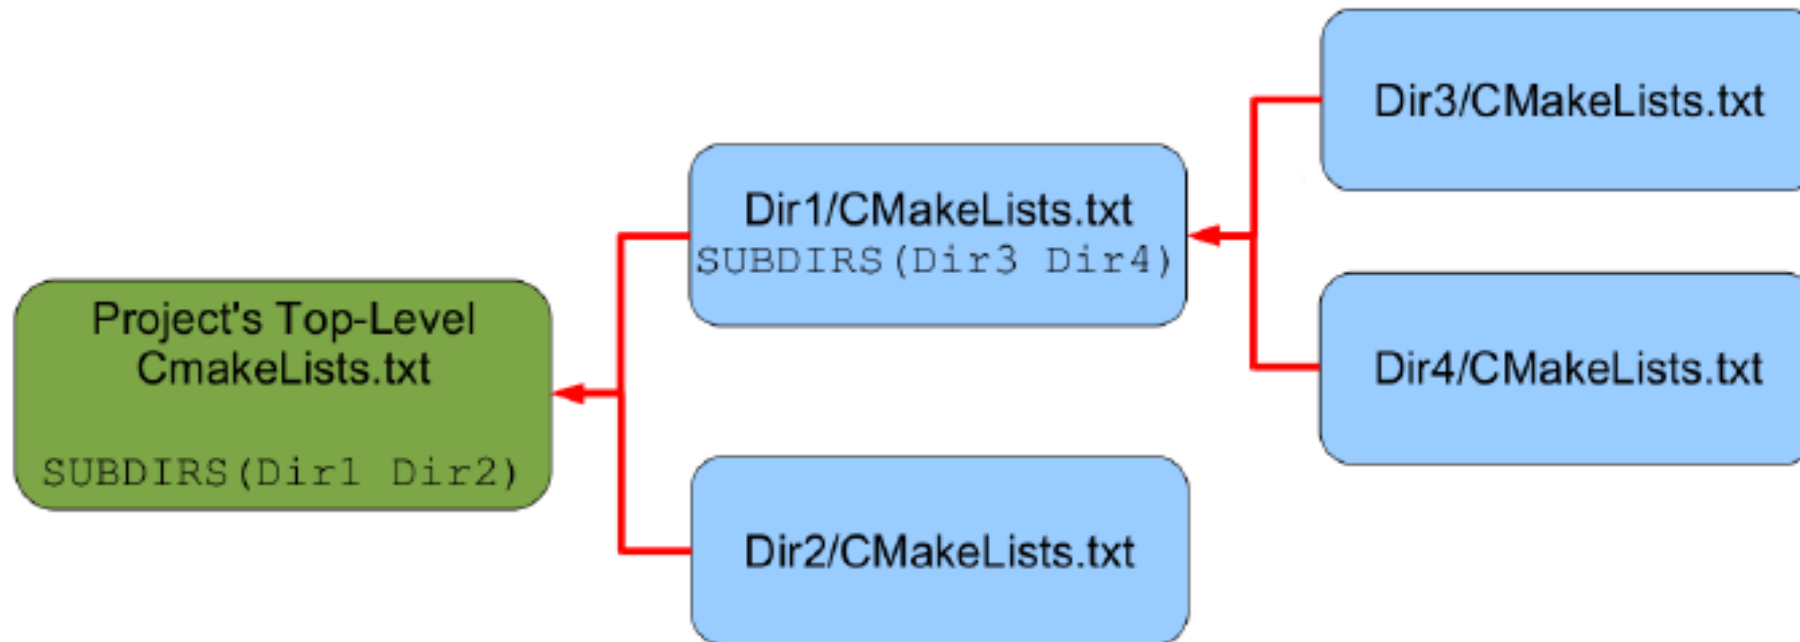 Project's Top-Level
CmakeLists.txt
SUBDIRS(Dir1 Dir2)
Dir1/CMakeLists.txt
SUBDIRS(Dir3 Dir4)
Dir2/CMakeLists.txt
Dir3/CMakeLists.txt
Dir4/CMakeLists.txt